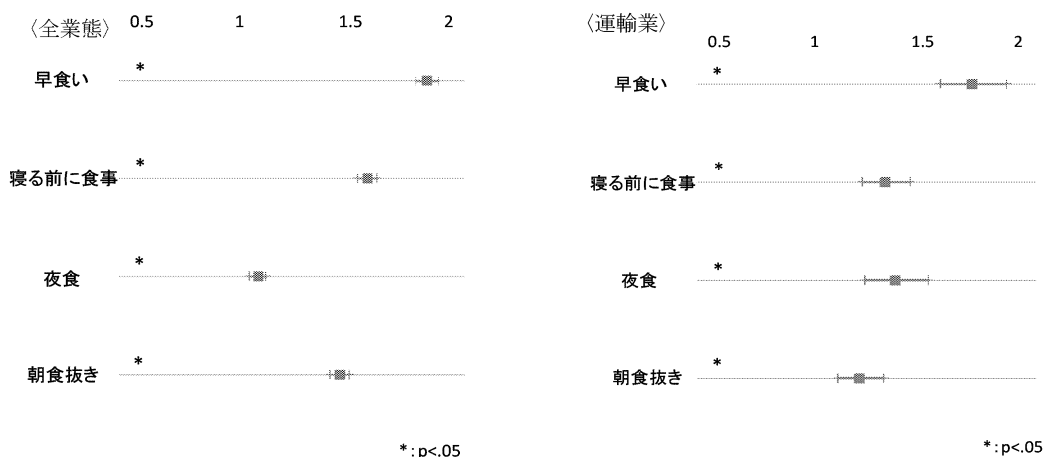 〈全業態〉 0.5 1 1.5 2
早食い *
寝る前に食事 *
夜食 *
朝食抜き *
*:p<.05
〈運輸業〉
0.5 1 1.5 2
早食い *
寝る前に食事 *
夜食 *
朝食抜き *
*:p<.05